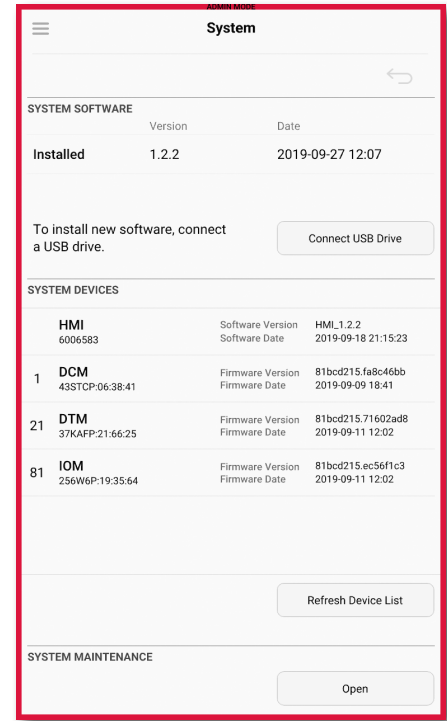 ADMIN MODE
System
SYSTEM SOFTWARE
Version Date
Installed 1.2.2 2019-09-27 12:07
To install new software, connect
a USB drive.
Connect USB Drive
SYSTEM DEVICES
HMI Software Version HMI_1.2.2
6006583 Software Date 2019-09-18 21:15:23
1 DCM Firmware Version 81bcd215.fa8c46bb
43STCP:06:38:41 Firmware Date 2019-09-09 18:41
21 DTM Firmware Version 81bcd215.71602ad8
37KAFP:21:66:25 Firmware Date 2019-09-11 12:02
81 IOM Firmware Version 81bcd215.ec56f1c3
256W6P:19:35:64 Firmware Date 2019-09-11 12:02
Refresh Device List
SYSTEM MAINTENANCE
Open